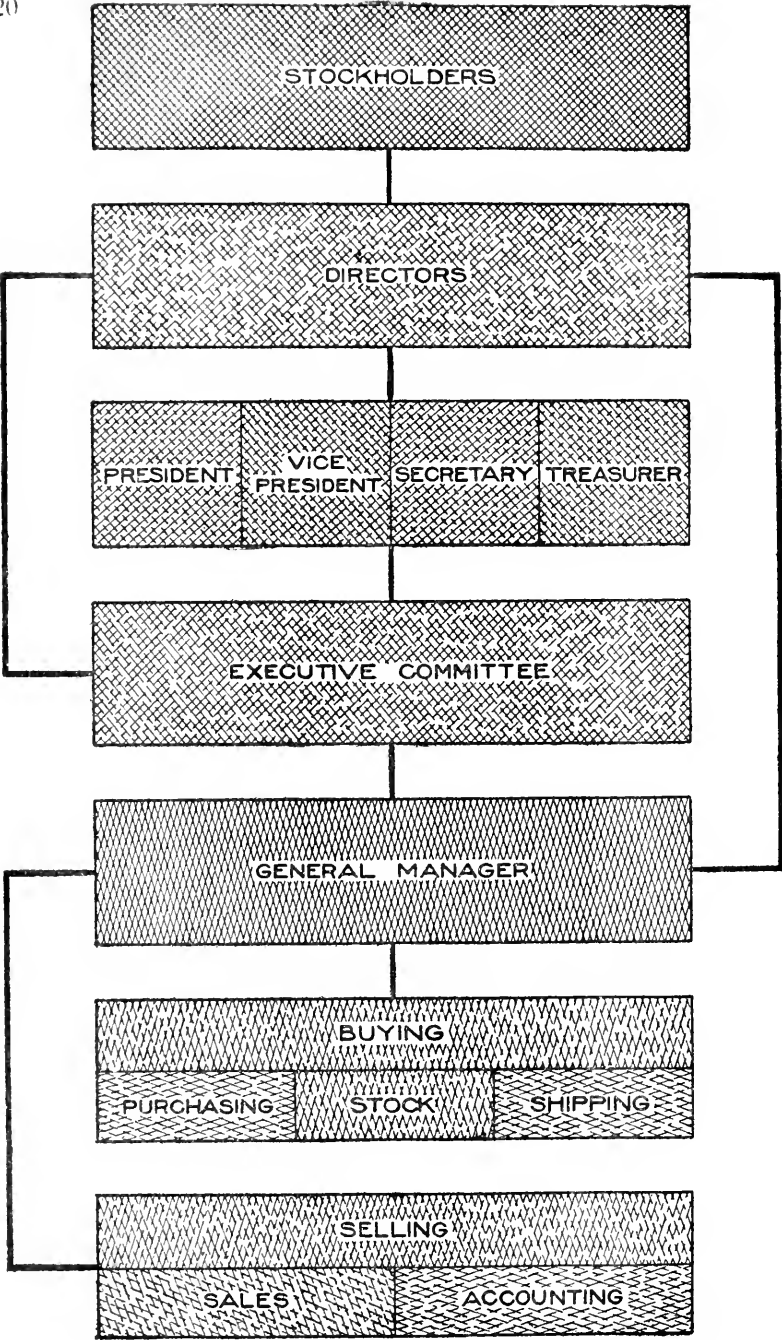 20
STOCKHOLDERS
DIRECTORS
PRESIDENT
VICE
PRESIDENT
SECRETARY
TREASURER
EXECUTIVE COMMITTEE
GENERAL MANAGER
BUYING
PURCHASING
STOCK
SHIPPING
SELLING
SALES
ACCOUNTING